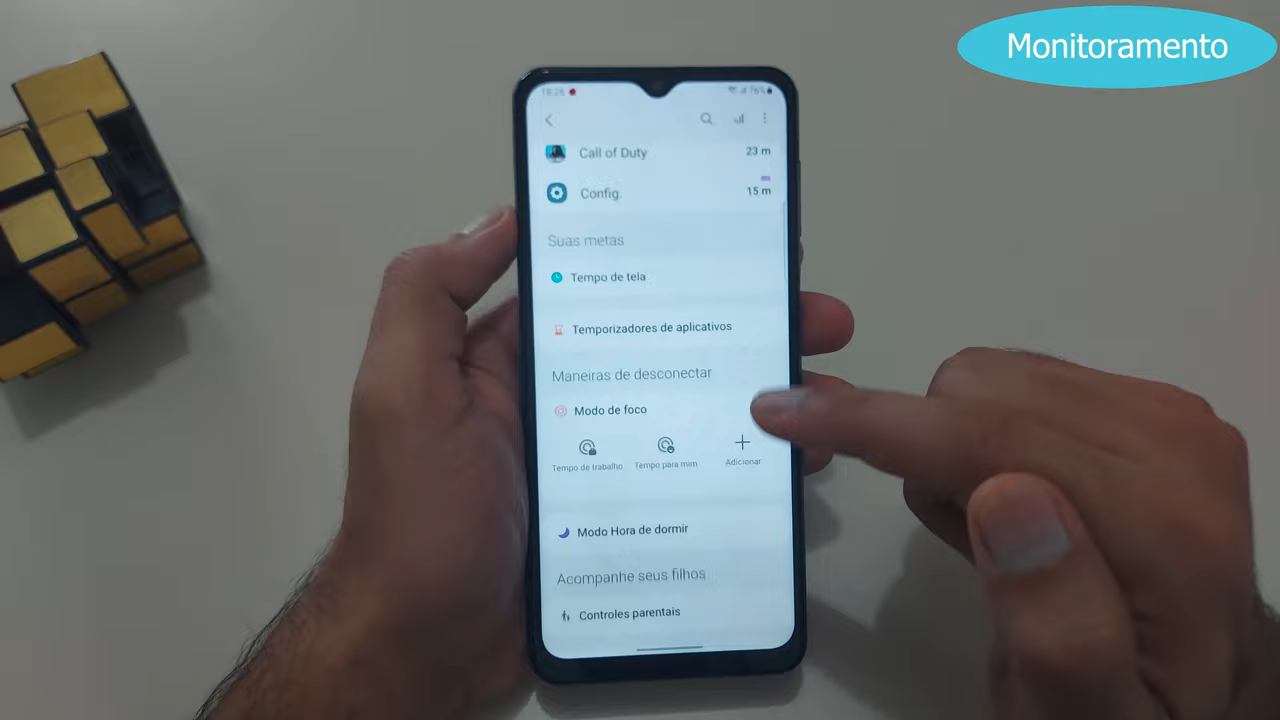 Monitoramento
76%
Call of Duty
23 m
Config.
15 m
Suas metas
Tempo de tela
Temporizadores de aplicativos
Maneiras de desconectar
Modo de foco
Tempo de trabalho
Tempo para mim
Adicionar
Modo Hora de dormir
Acompanhe seus filhos
Controles parentais